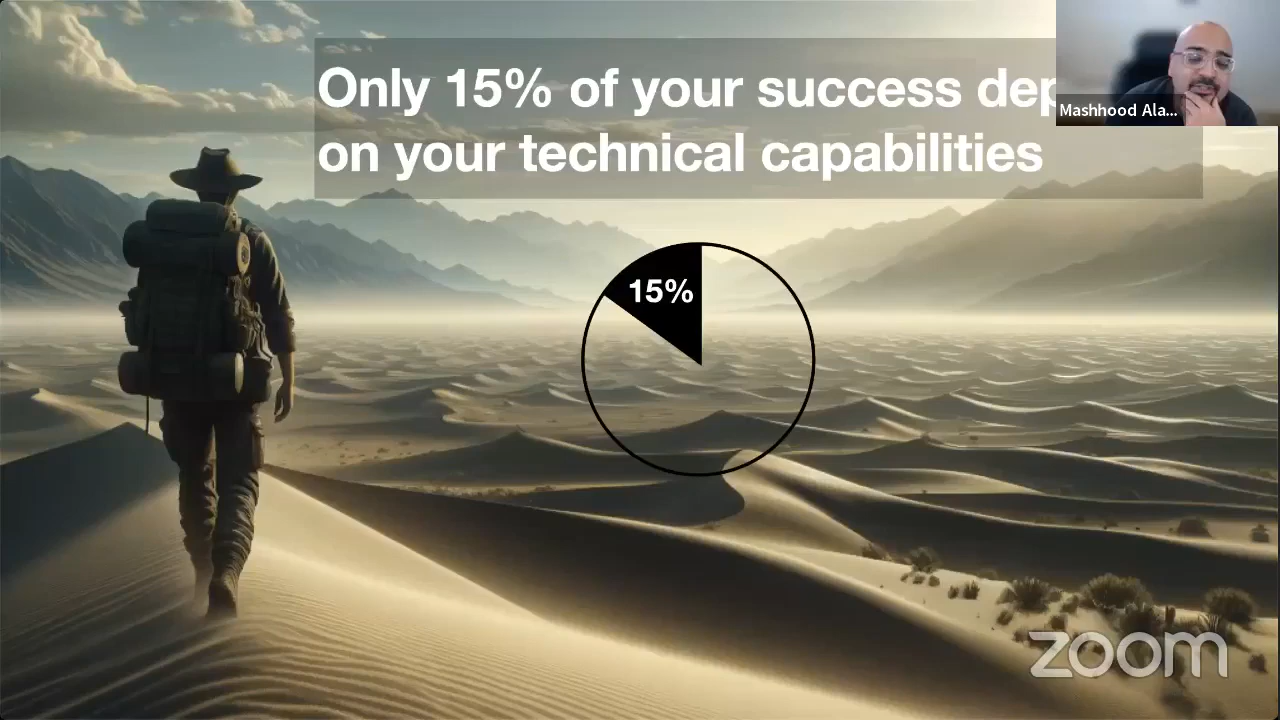 Only 15% of your success dep
on your technical capabilities
Mashhood Ala...
15%
zoom